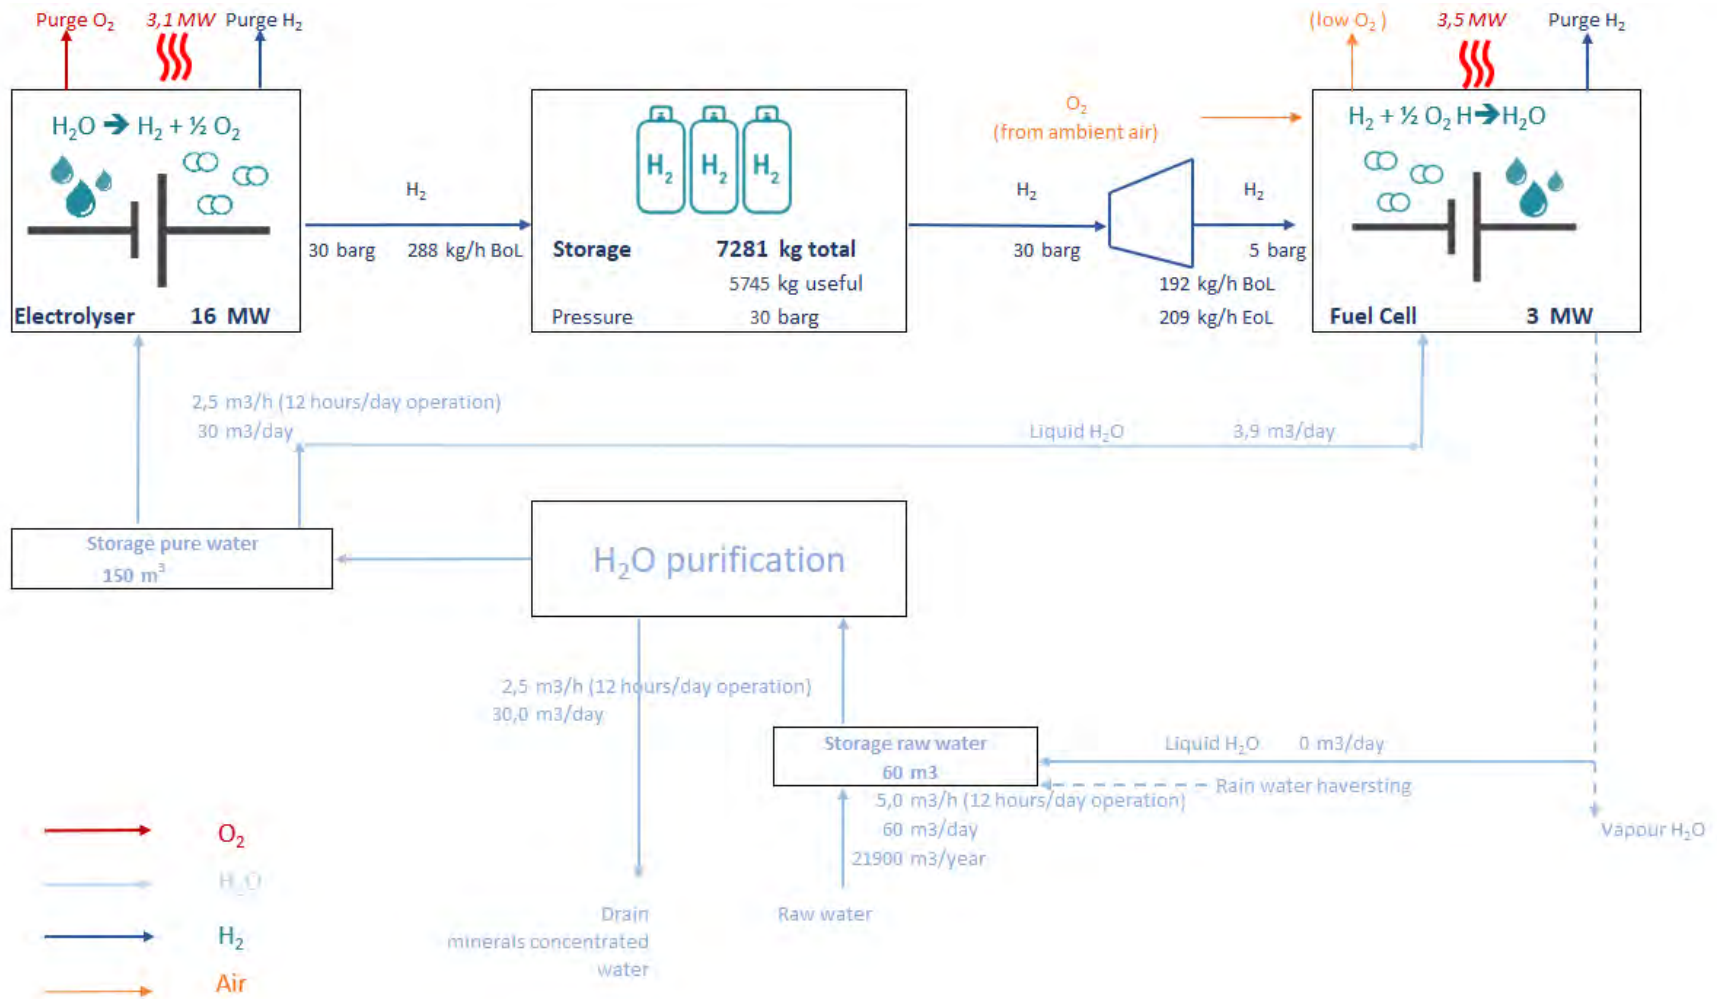 Purge O₂
3,1 MW
Purge H₂
(low O₂ )
3,5 MW
Purge H₂
H₂O → H₂ + ½ O₂
H₂
H₂
H₂
O₂
(from ambient air)
H₂ + ½ O₂ H→H₂O
H₂
30 barg
288 kg/h BoL
Storage 7281 kg total
5745 kg useful
Pressure 30 barg
H₂
30 barg
H₂
5 barg
192 kg/h BoL
209 kg/h EoL
Electrolyser 16 MW
Fuel Cell 3 MW
2,5 m3/h (12 hours/day operation)
30 m3/day
Liquid H₂O 3,9 m3/day
Storage pure water
150 m³
H₂O purification
2,5 m3/h (12 hours/day operation)
30,0 m3/day
Storage raw water
60 m3
Liquid H₂O 0 m3/day
Rain water haversting
5,0 m3/h (12 hours/day operation)
60 m3/day
21900 m3/year
Vapour H₂O
Drain
minerals concentrated
water
Raw water
O₂
H₂O
H₂
Air